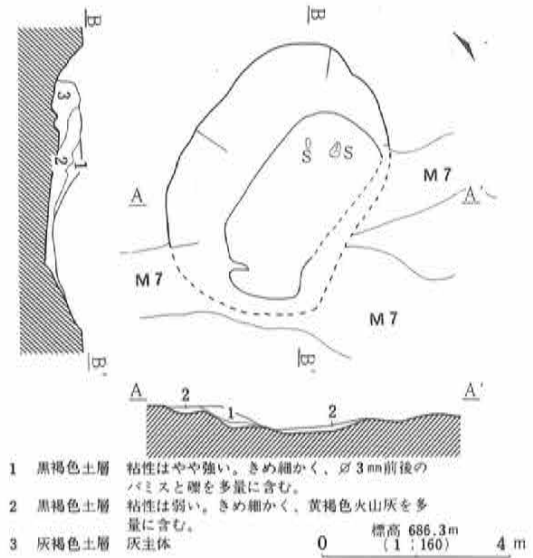 B
B
3
2
1
S
S
M 7
A
A'
M 7
M 7
B'
B'
A
A'
2
1
2
1 黒褐色土層 粘性はやや強い。きめ細かく、∅3㎜前後の
パミスと礫を多量に含む。
2 黒褐色土層 粘性は弱い。きめ細かく、黄褐色火山灰を多
量に含む。
3 灰褐色土層 灰主体
標高 686.3m
0 (1:160) 4 m